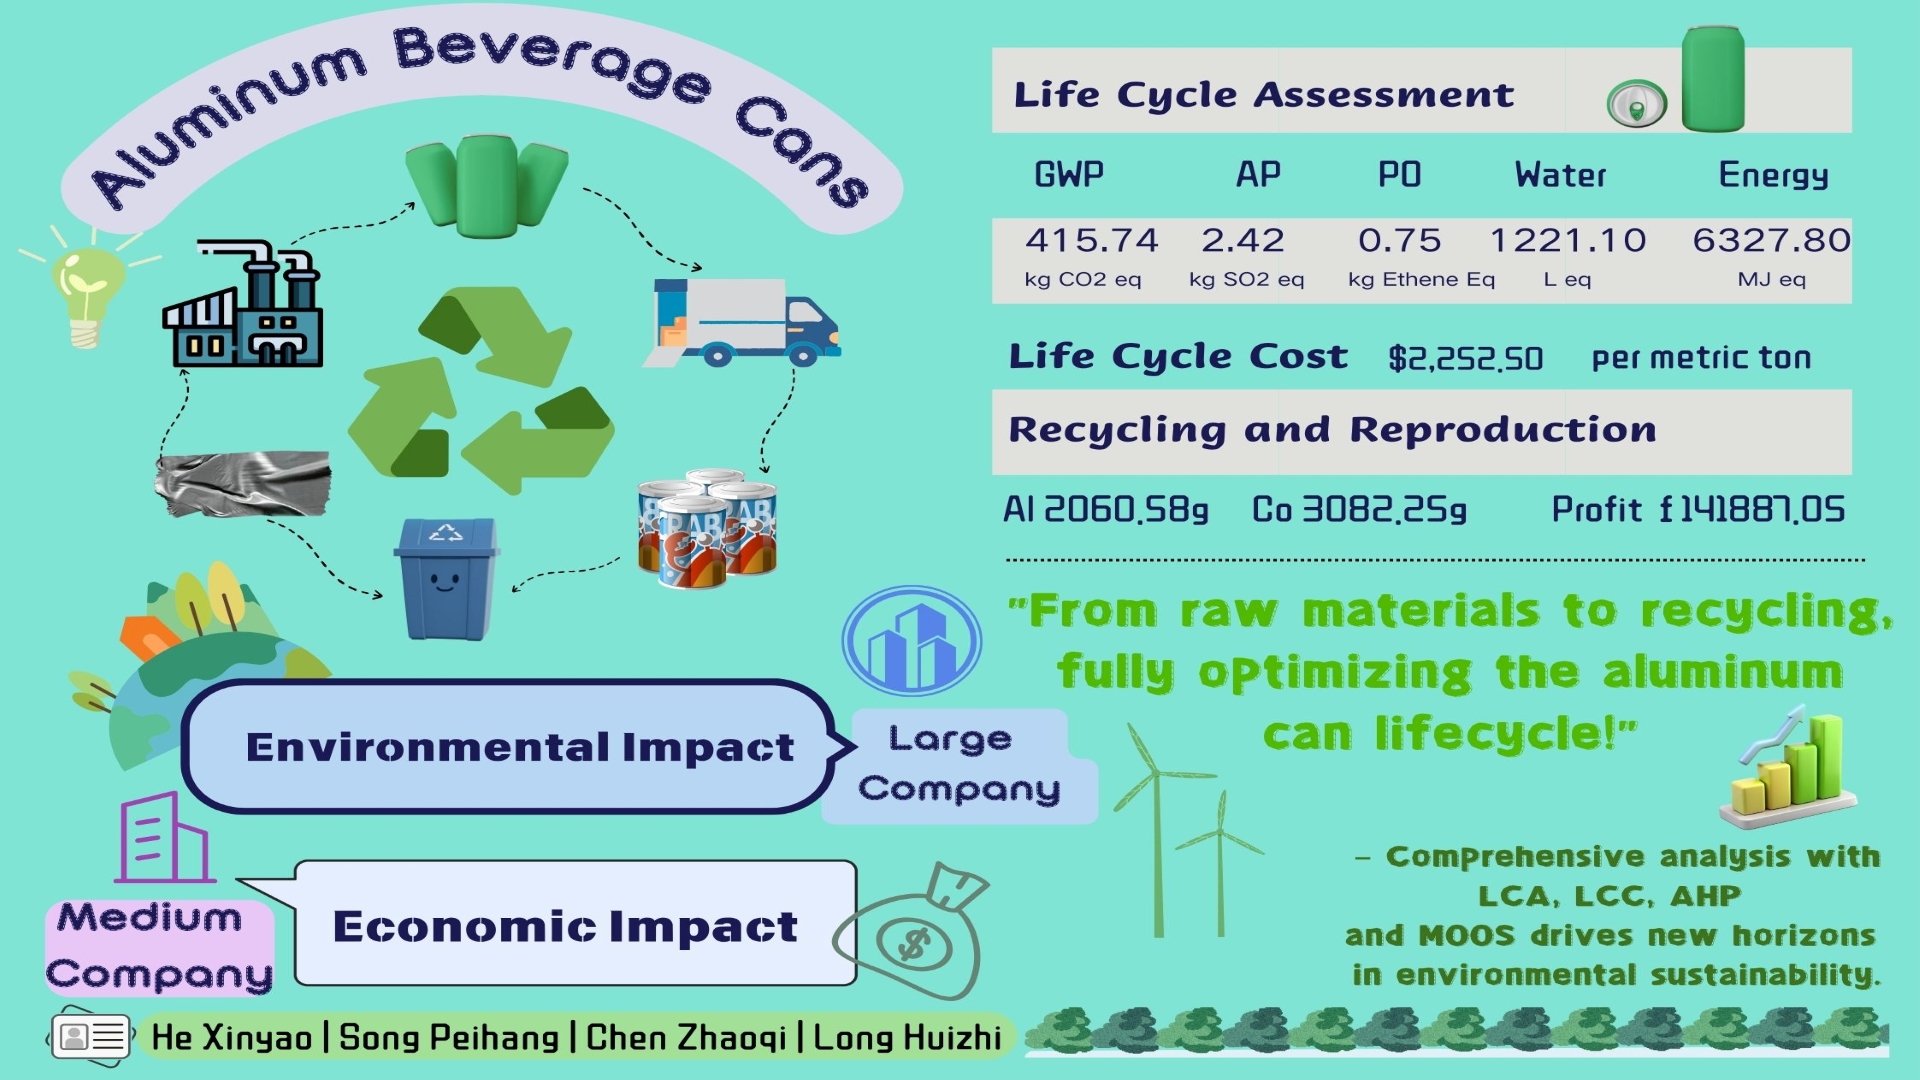 Aluminum Beverage Cans
Life Cycle Assessment
GWP AP PO Water Energy
415.74 2.42 0.75 1221.10 6327.80
kg CO2 eq kg SO2 eq kg Ethene Eq L eq MJ eq
Life Cycle Cost $2,252.50 per metric ton
Recycling and Reproduction
Al 2060.58g Co 3082.25g Profit £141887.05
"From raw materials to recycling,
fully optimizing the aluminum
can lifecycle!"
– Comprehensive analysis with
LCA, LCC, AHP
and MOOS drives new horizons
in environmental sustainability.
Environmental Impact
Large
Company
Economic Impact
$
Medium
Company
He Xinyao | Song Peihang | Chen Zhaoqi | Long Huizhi